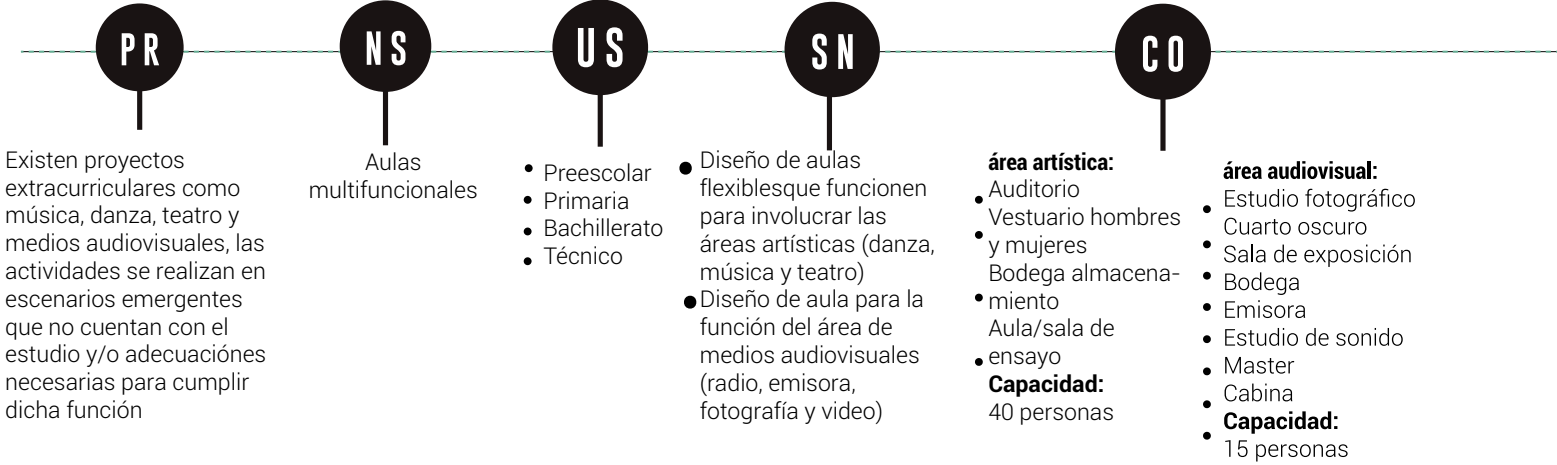 PR
NS
US
SN
CO
Existen proyectos
extracurriculares como
música, danza, teatro y
medios audiovisuales, las
actividades se realizan en
escenarios emergentes
que no cuentan con el
estudio y/o adecuaciónes
necesarias para cumplir
dicha función
Aulas
multifuncionales
• Preescolar
• Primaria
• Bachillerato
• Técnico
• Diseño de aulas
flexiblesque funcionen
para involucrar las
áreas artísticas (danza,
música y teatro)
• Diseño de aula para la
función del área de
medios audiovisuales
(radio, emisora,
fotografía y video)
área artística:
• Auditorio
Vestuario hombres
• y mujeres
Bodega almacena-
• miento
Aula/sala de
• ensayo
Capacidad:
40 personas
área audiovisual:
• Estudio fotográfico
Cuarto oscuro
• Sala de exposición
• Bodega
• Emisora
• Estudio de sonido
• Master
Cabina
• Capacidad:
• 15 personas